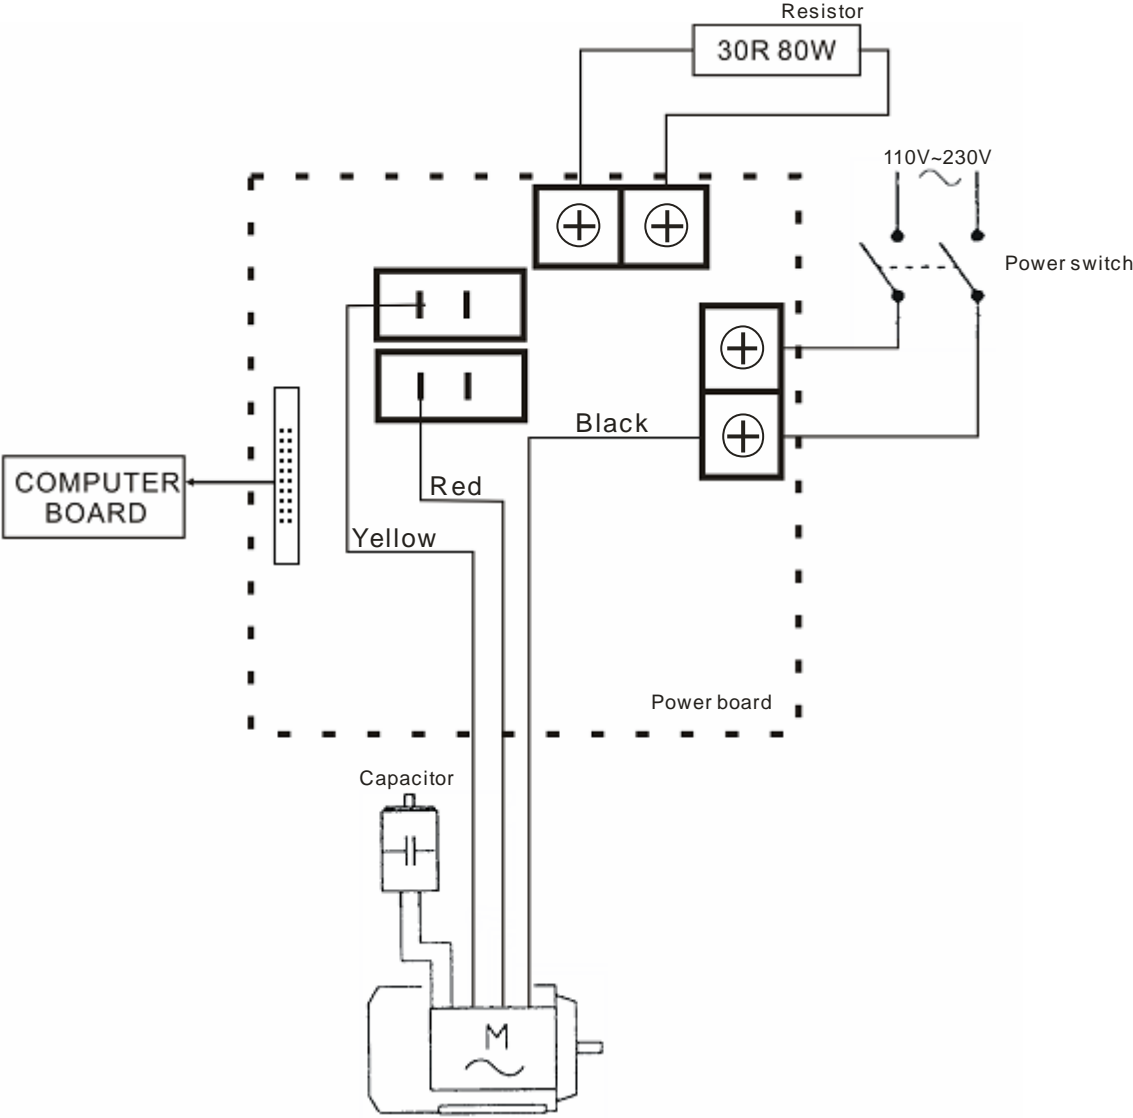 Resistor
30R 80W
110V~230V
Power switch
Black
Red
COMPUTER
BOARD
Yellow
Power board
Capacitor
M